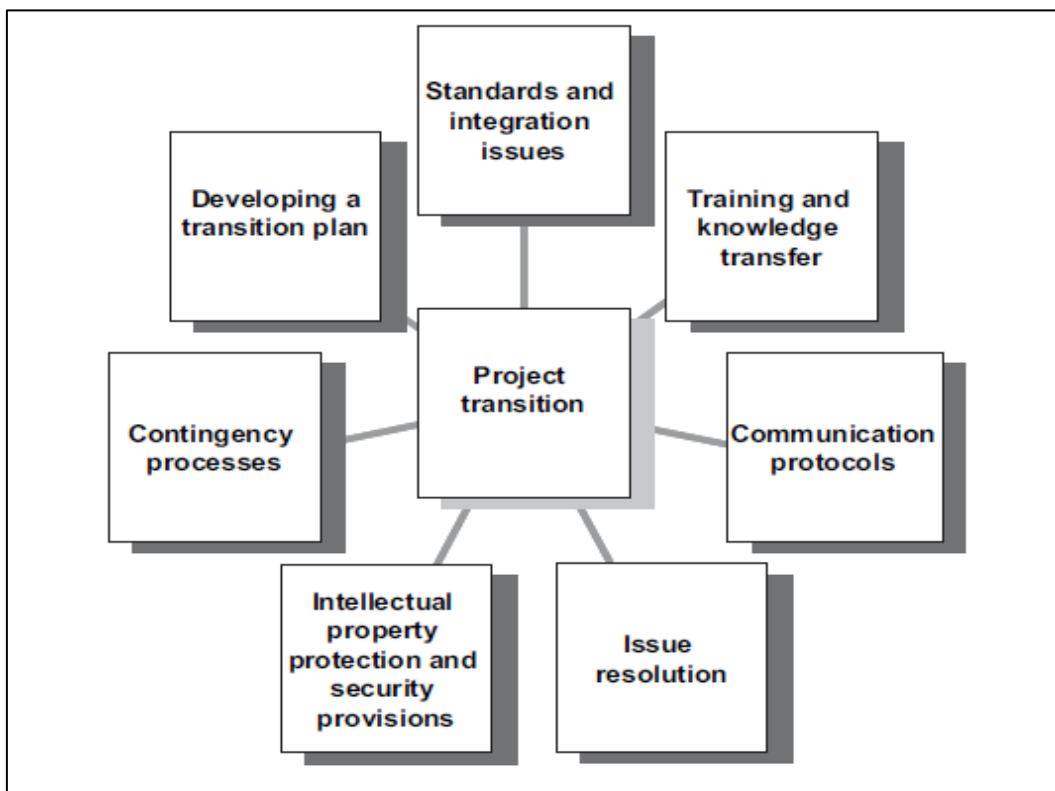 Standards and
integration
issues
Developing a
transition plan
Training and
knowledge
transfer
Project
transition
Contingency
processes
Communication
protocols
Intellectual
property
protection and
security
provisions
Issue
resolution